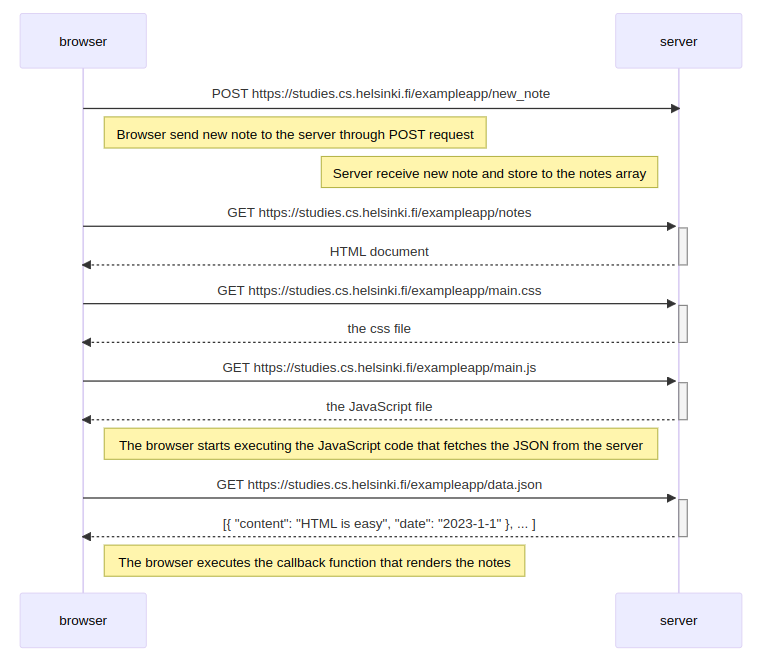 browser server
POST https://studies.cs.helsinki.fi/exampleapp/new_note
Browser send new note to the server through POST request
Server receive new note and store to the notes array
GET https://studies.cs.helsinki.fi/exampleapp/notes
HTML document
GET https://studies.cs.helsinki.fi/exampleapp/main.css
the css file
GET https://studies.cs.helsinki.fi/exampleapp/main.js
the JavaScript file
The browser starts executing the JavaScript code that fetches the JSON from the server
GET https://studies.cs.helsinki.fi/exampleapp/data.json
[{ "content": "HTML is easy", "date": "2023-1-1" }, ... ]
The browser executes the callback function that renders the notes
browser server